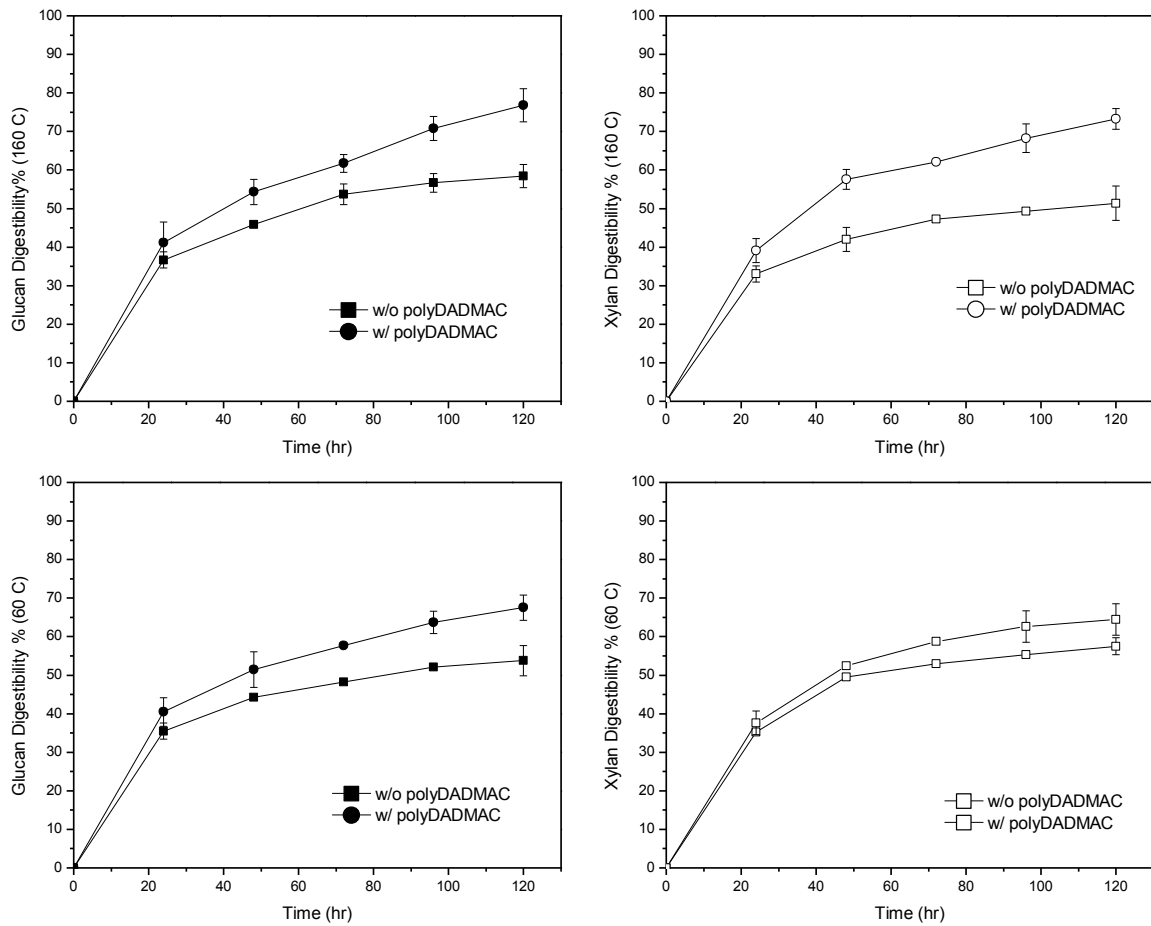 100
90
80
70
60
50
40
30
20
10
0
Glucan Digestibility% (160 C)
w/o polyDADMAC
w/ polyDADMAC
0 20 40 60 80 100 120
Time (hr)
100
90
80
70
60
50
40
30
20
10
0
Xylan Digestibility % (160 C)
w/o polyDADMAC
w/ polyDADMAC
0 20 40 60 80 100 120
Time (hr)
100
90
80
70
60
50
40
30
20
10
0
Glucan Digestibility % (60 C)
w/o polyDADMAC
w/ polyDADMAC
0 20 40 60 80 100 120
Time (hr)
100
90
80
70
60
50
40
30
20
10
0
Xylan Digestibility % (60 C)
w/o polyDADMAC
w/ polyDADMAC
0 20 40 60 80 100 120
Time (hr)